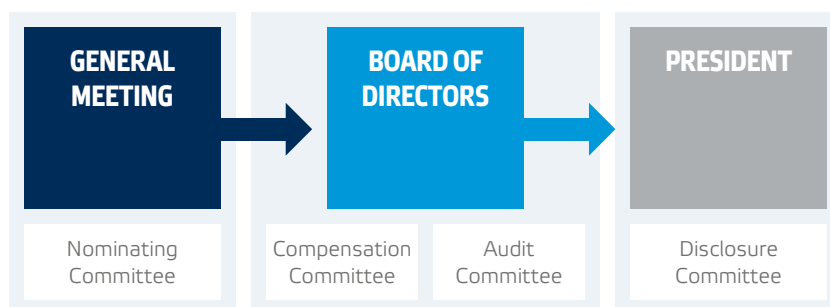 GENERAL
MEETING
BOARD OF
DIRECTORS
PRESIDENT
Nominating
Committee
Compensation
Committee
Audit
Committee
Disclosure
Committee